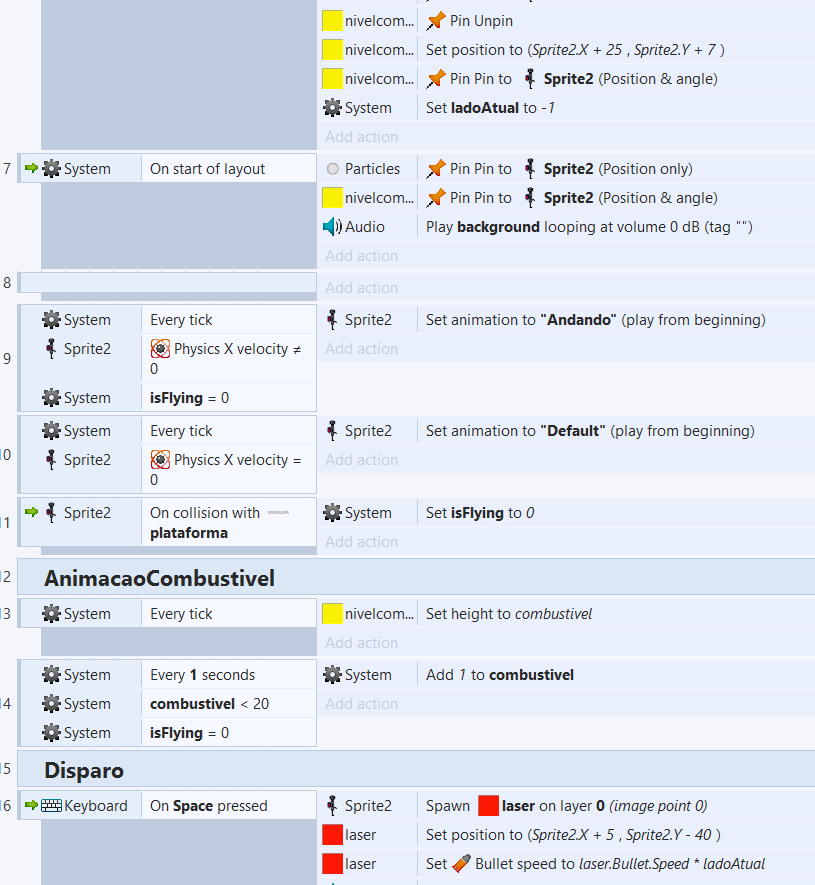 nivelcom... Pin Unpin
nivelcom... Set position to (Sprite2.X + 25 , Sprite2.Y + 7 )
nivelcom... Pin Pin to Sprite2 (Position & angle)
System Set ladoAtual to -1
Add action
7 System On start of layout Particles Pin Pin to Sprite2 (Position only)
nivelcom... Pin Pin to Sprite2 (Position & angle)
Audio Play background looping at volume 0 dB (tag "")
Add action
8 Add action
System Every tick Sprite2 Set animation to "Andando" (play from beginning)
9 Sprite2 Physics X velocity ≠ Add action
0
System isFlying = 0
System Every tick Sprite2 Set animation to "Default" (play from beginning)
10 Sprite2 Physics X velocity = Add action
0
11 Sprite2 On collision with System Set isFlying to 0
plataforma Add action
12 AnimacaoCombustivel
13 System Every tick nivelcom... Set height to combustivel
Add action
System Every 1 seconds System Add 1 to combustivel
14 System combustivel < 20 Add action
System isFlying = 0
15 Disparo
16 Keyboard On Space pressed Sprite2 Spawn laser on layer 0 (image point 0)
laser Set position to (Sprite2.X + 5 , Sprite2.Y - 40 )
laser Set Bullet speed to laser.Bullet.Speed * ladoAtual